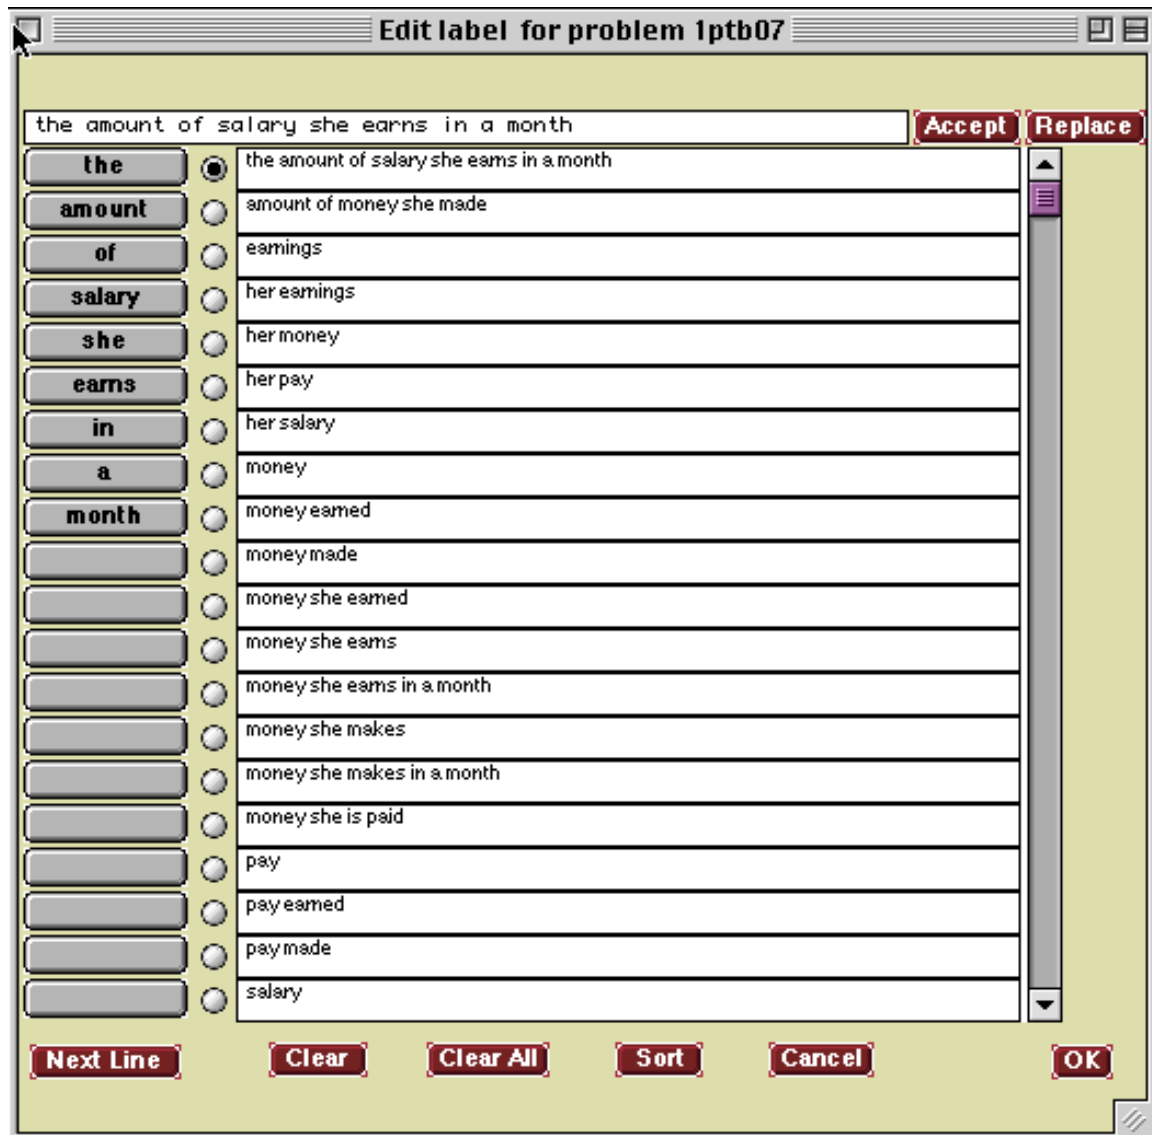 Edit label for problem 1ptb07
the amount of salary she earns in a month Accept Replace
the the amount of salary she earns in a month
amount amount of money she made
of earnings
salary her earnings
she her money
earns her pay
in her salary
a money
month money earned
money made
money she earned
money she earns
money she earns in a month
money she makes
money she makes in a month
money she is paid
pay
pay earned
pay made
salary
Next Line Clear Clear All Sort Cancel OK